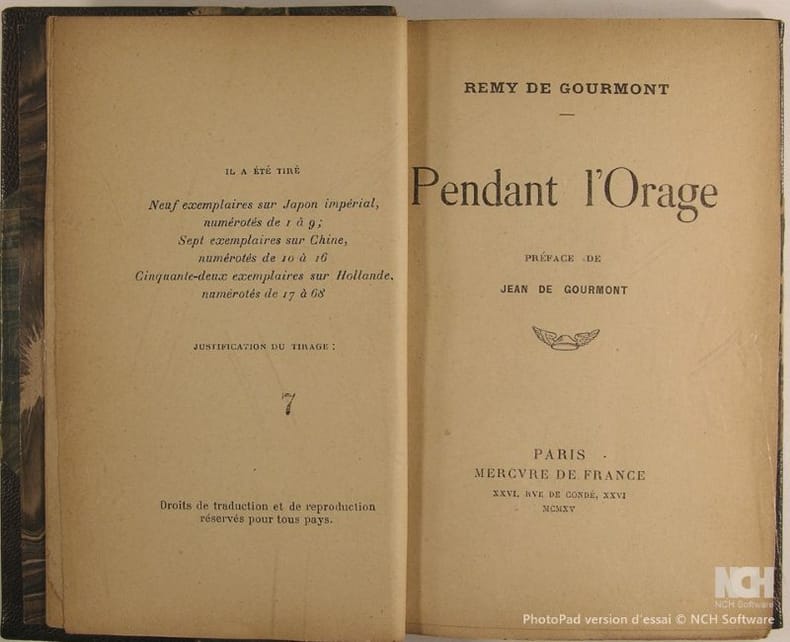 IL A ÉTÉ TIRÉ
Neuf exemplaires sur Japon impérial,
numérotés de 1 à 9 ;
Sept exemplaires sur Chine,
numérotés de 10 à 16
Cinquante-deux exemplaires sur Hollande,
numérotés de 17 à 68
JUSTIFICATION DU TIRAGE :
7
Droits de traduction et de reproduction
réservés pour tous pays.
REMY DE GOURMONT
Pendant l'Orage
PRÉFACE DE
JEAN DE GOURMONT
PARIS
MERCVRE DE FRANCE
XXVI, RVE DE CONDÉ, XXVI
MCMXV
NCH
NCH Software
PhotoPad version d'essai © NCH Software